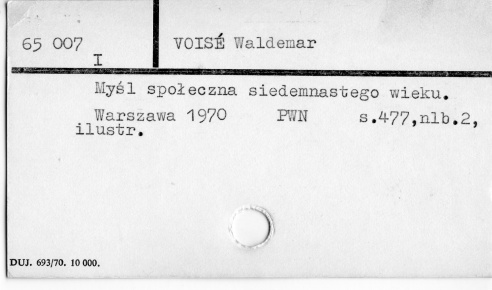 65 007
I
VOISÉ Waldemar
Myśl społeczna siedemnastego wieku.
Warszawa 1970 PWN s.477,nlb.2,
ilustr.
DUJ. 693/70. 10 000.